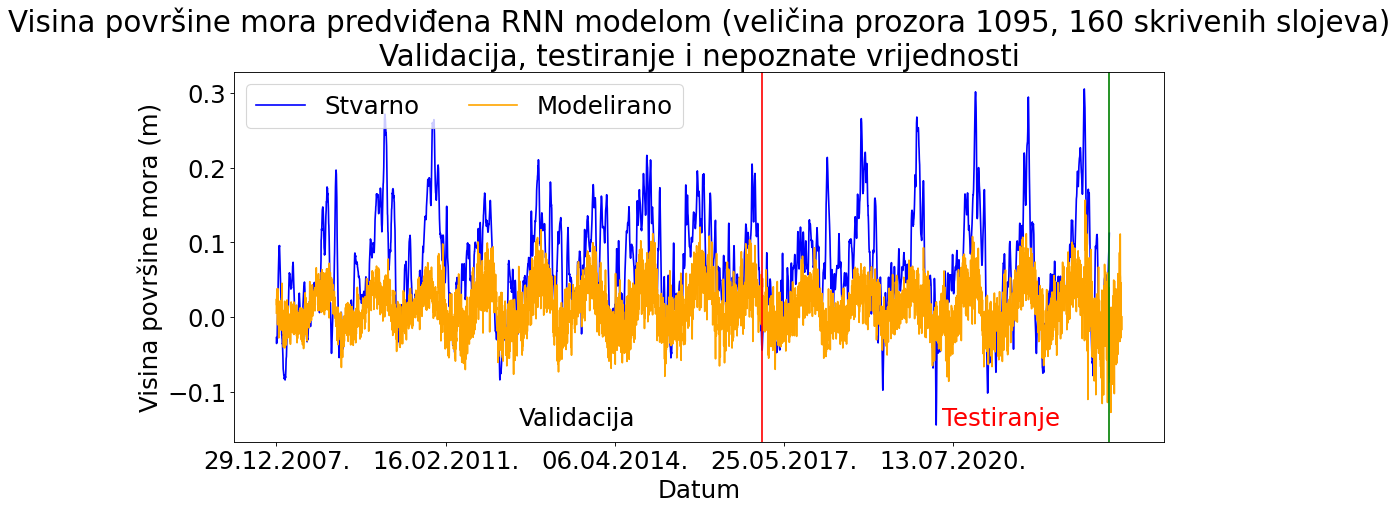 Visina površine mora predviđena RNN modelom (veličina prozora 1095, 160 skrivenih slojeva)
Validacija, testiranje i nepoznate vrijednosti
Stvarno Modelirano
Visina površine mora (m)
0.3
0.2
0.1
0.0
−0.1
Validacija Testiranje
29.12.2007. 16.02.2011. 06.04.2014. 25.05.2017. 13.07.2020.
Datum